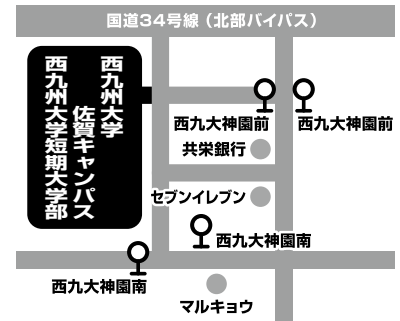 国道34号線（北部バイパス）
西九州大学
佐賀キャンパス
西九州大学短期大学部
西九大神園前
西九大神園前
共栄銀行
セブンイレブン
西九大神園南
西九大神園南
マルキョウ